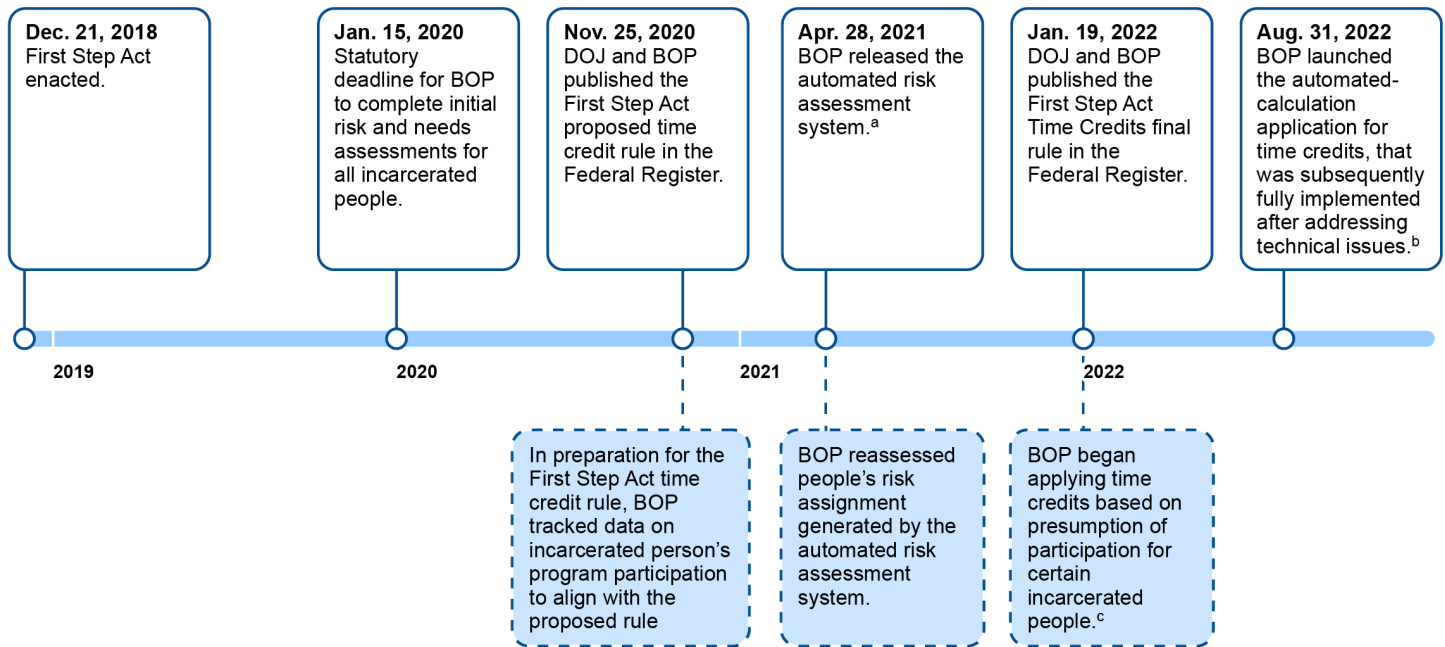 Dec. 21, 2018
First Step Act
enacted.
Jan. 15, 2020
Statutory
deadline for BOP
to complete initial
risk and needs
assessments for
all incarcerated
people.
Nov. 25, 2020
DOJ and BOP
published the
First Step Act
proposed time
credit rule in the
Federal Register.
Apr. 28, 2021
BOP released the
automated risk
assessment
system.a
Jan. 19, 2022
DOJ and BOP
published the
First Step Act
Time Credits final
rule in the
Federal Register.
Aug. 31, 2022
BOP launched
the automated-
calculation
application for
time credits, that
was subsequently
fully implemented
after addressing
technical issues.b
2019
2020
2021
2022
In preparation for the
First Step Act time
credit rule, BOP
tracked data on
incarcerated person’s
program participation
to align with the
proposed rule
BOP reassessed
people’s risk
assignment
generated by the
automated risk
assessment
system.
BOP began
applying time
credits based on
presumption of
participation for
certain
incarcerated
people.c